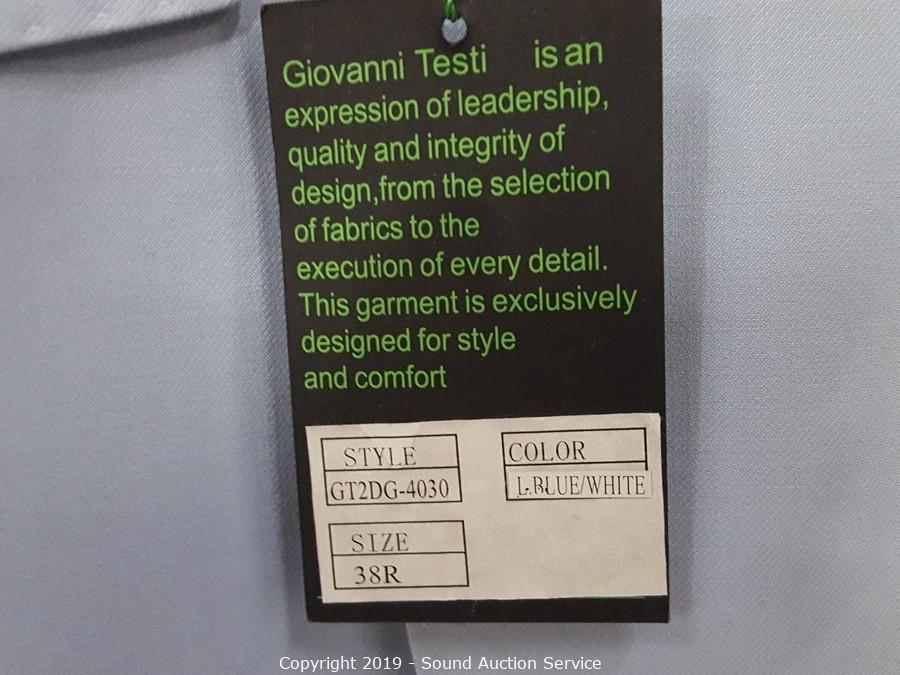 Giovanni Testi is an
expression of leadership,
quality and integrity of
design,from the selection
of fabrics to the
execution of every detail.
This garment is exclusively
designed for style
and comfort
STYLE
GT2DG-4030
COLOR
L.BLUE/WHITE
SIZE
38R
Copyright 2019 - Sound Auction Service